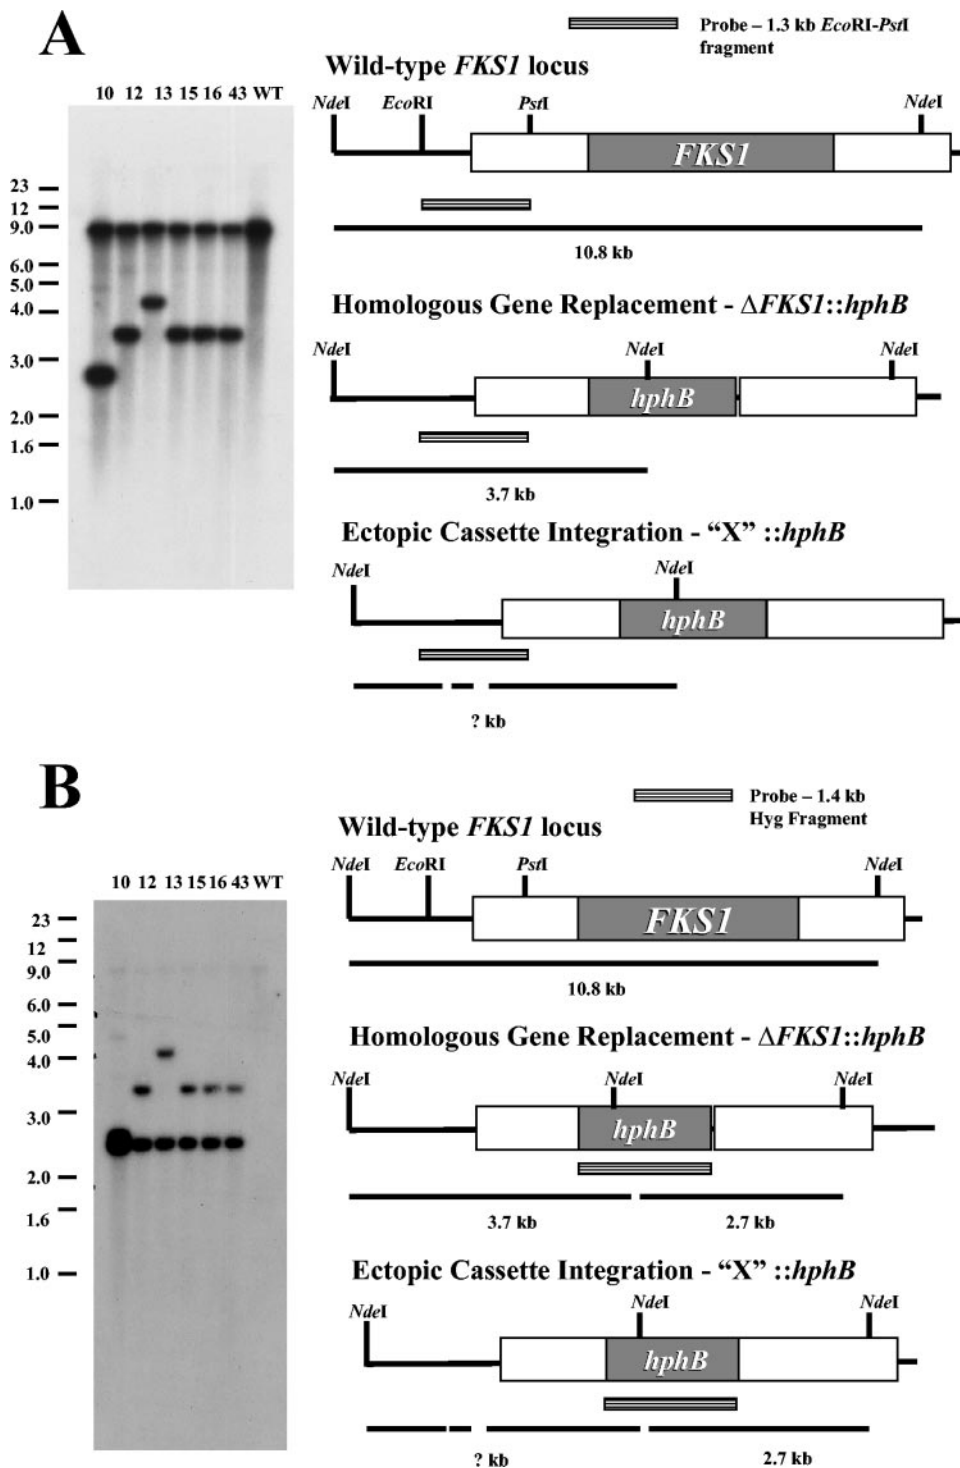 A
Probe – 1.3 kb EcoRI-PstI
fragment
Wild-type FKS1 locus
10 12 13 15 16 43 WT
NdeI EcoRI PstI NdeI
FKS1
23
12
9.0
6.0
5.0
4.0
3.0
2.0
1.6
1.0
10.8 kb
Homologous Gene Replacement - ΔFKS1::hphB
NdeI NdeI NdeI
hphB
3.7 kb
Ectopic Cassette Integration - “X” ::hphB
NdeI NdeI
hphB
? kb
B
Probe – 1.4 kb
Hyg Fragment
Wild-type FKS1 locus
10 12 13 15 16 43 WT
NdeI EcoRI PstI NdeI
FKS1
23
12
9.0
6.0
5.0
4.0
3.0
2.0
1.6
1.0
10.8 kb
Homologous Gene Replacement - ΔFKS1::hphB
NdeI NdeI NdeI
hphB
3.7 kb 2.7 kb
Ectopic Cassette Integration - “X” ::hphB
NdeI NdeI NdeI
hphB
? kb 2.7 kb